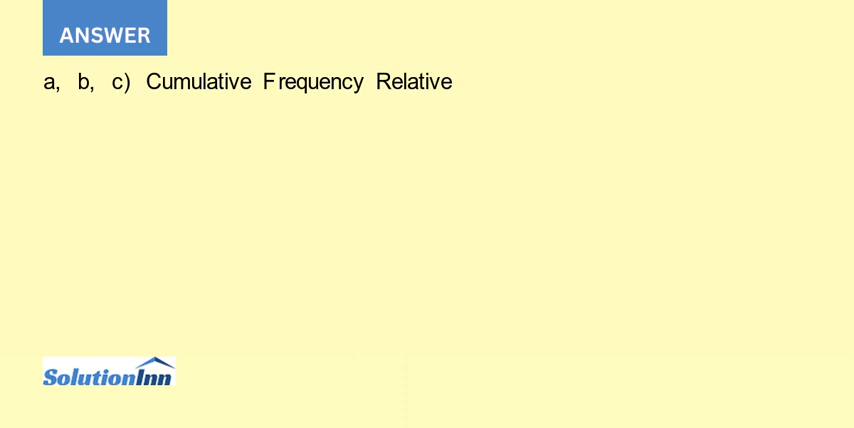 ANSWER
a, b, c) Cumulative Frequency Relative
SolutionInn